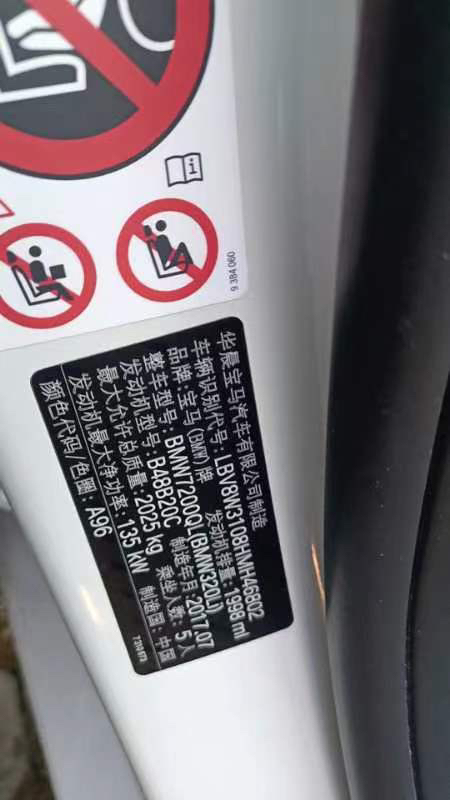 9 384 060
华晨宝马汽车有限公司制造
车辆识别代号：LBV8W3108HMH46802
品牌：宝马(BMW)牌 发动机排量：1998ml
整车型号：BMW7200QL(BMW320Li)
发动机型号：B48B20C 制造年月：2017.07
最大允许总质量：2025 kg 乘坐人数：5人
发动机最大净功率：135 kW 制造国：中国
颜色代码/色盘：A96